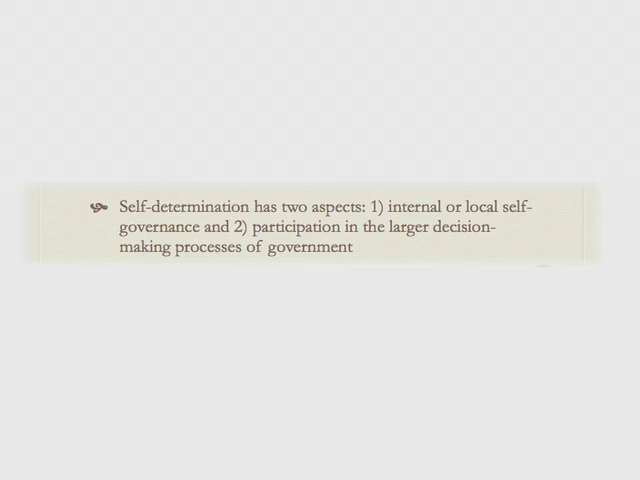 Self-determination has two aspects: 1) internal or local self-
governance and 2) participation in the larger decision-
making processes of government